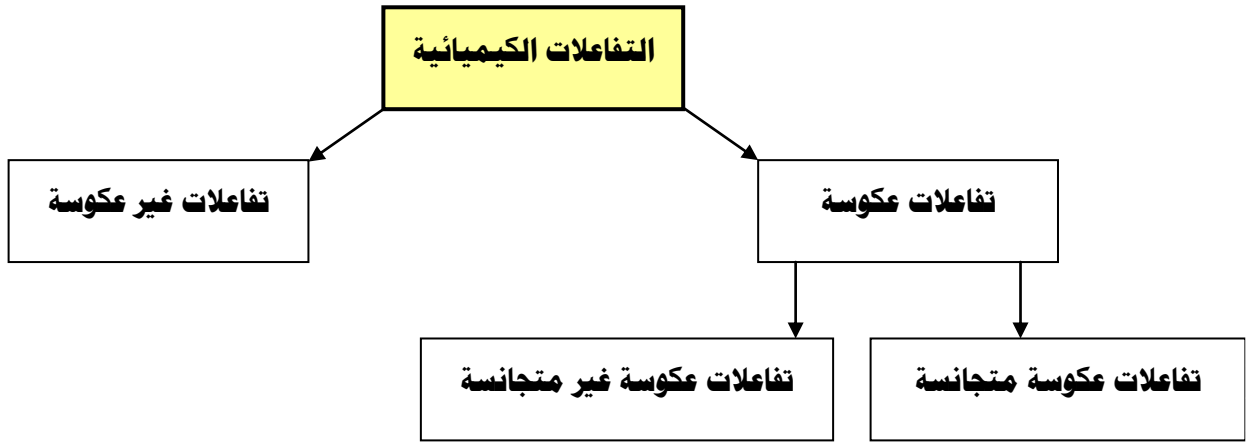 التفاعلات الكيميائية
تفاعلات عكوسة
تفاعلات غير عكوسة
تفاعلات عكوسة متجانسة
تفاعلات عكوسة غير متجانسة